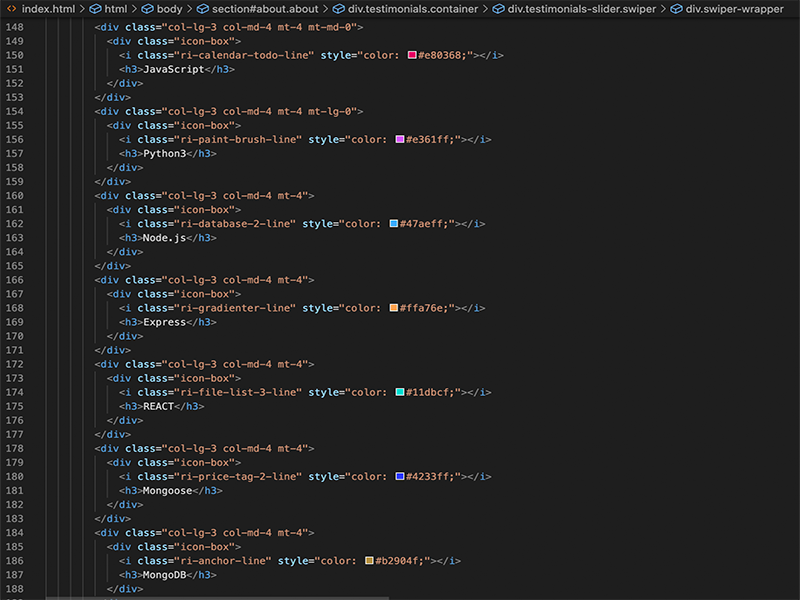 index.html > html > body > section#about.about > div.testimonials.container > div.testimonials-slider.swiper > div.swiper-wrapper
148 <div class="col-lg-3 col-md-4 mt-4 mt-md-0">
149 <div class="icon-box">
150 <i class="ri-calendar-todo-line" style="color: #e80368;"></i>
151 <h3>JavaScript</h3>
152 </div>
153 </div>
154 <div class="col-lg-3 col-md-4 mt-4 mt-lg-0">
155 <div class="icon-box">
156 <i class="ri-paint-brush-line" style="color: #e361ff;"></i>
157 <h3>Python3</h3>
158 </div>
159 </div>
160 <div class="col-lg-3 col-md-4 mt-4">
161 <div class="icon-box">
162 <i class="ri-database-2-line" style="color: #47aeff;"></i>
163 <h3>Node.js</h3>
164 </div>
165 </div>
166 <div class="col-lg-3 col-md-4 mt-4">
167 <div class="icon-box">
168 <i class="ri-gradienter-line" style="color: #ffa76e;"></i>
169 <h3>Express</h3>
170 </div>
171 </div>
172 <div class="col-lg-3 col-md-4 mt-4">
173 <div class="icon-box">
174 <i class="ri-file-list-3-line" style="color: #11dbcf;"></i>
175 <h3>REACT</h3>
176 </div>
177 </div>
178 <div class="col-lg-3 col-md-4 mt-4">
179 <div class="icon-box">
180 <i class="ri-price-tag-2-line" style="color: #4233ff;"></i>
181 <h3>Mongoose</h3>
182 </div>
183 </div>
184 <div class="col-lg-3 col-md-4 mt-4">
185 <div class="icon-box">
186 <i class="ri-anchor-line" style="color: #b2904f;"></i>
187 <h3>MongoDB</h3>
188 </div>